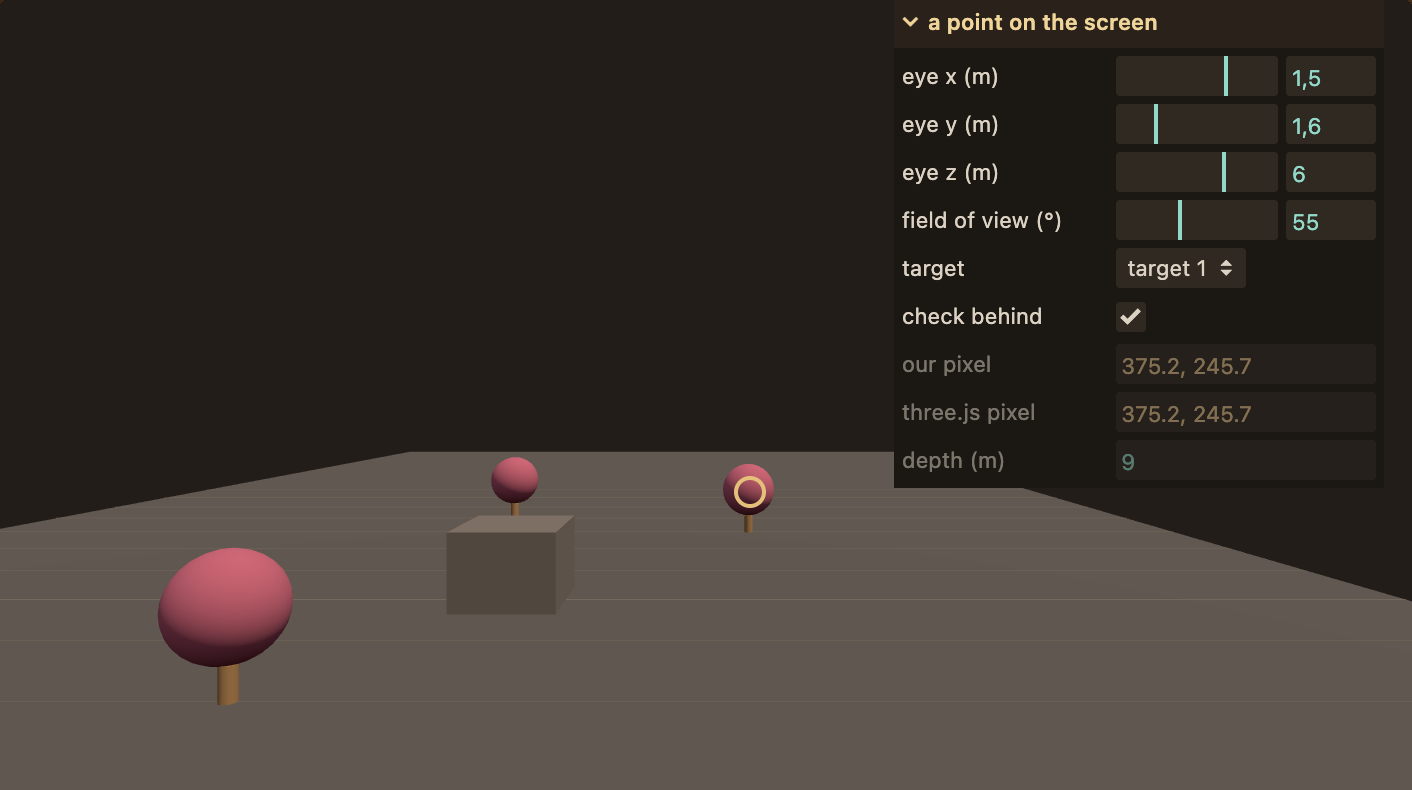 a point on the screen
eye x (m) 1,5
eye y (m) 1,6
eye z (m) 6
field of view (°) 55
target target 1
check behind
our pixel 375.2, 245.7
three.js pixel 375.2, 245.7
depth (m) 9